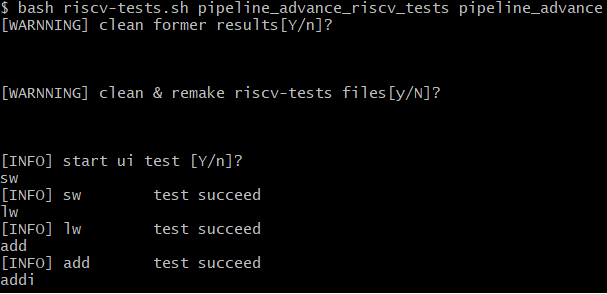 $ bash riscv-tests.sh pipeline_advance_riscv_tests pipeline_advance
[WARNNING] clean former results[Y/n]?
[WARNNING] clean & remake riscv-tests files[y/N]?
[INFO] start ui test [Y/n]?
sw
[INFO] sw        test succeed
lw
[INFO] lw        test succeed
add
[INFO] add       test succeed
addi